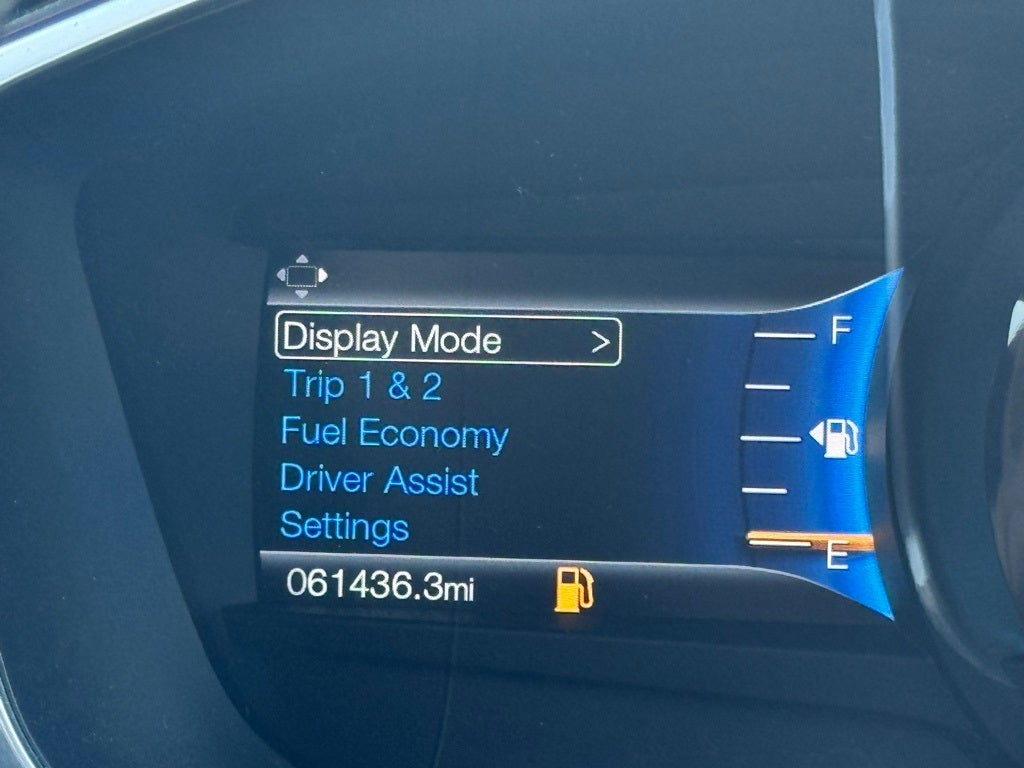 Display Mode >
Trip 1 & 2
Fuel Economy
Driver Assist
Settings
061436.3mi
F
E